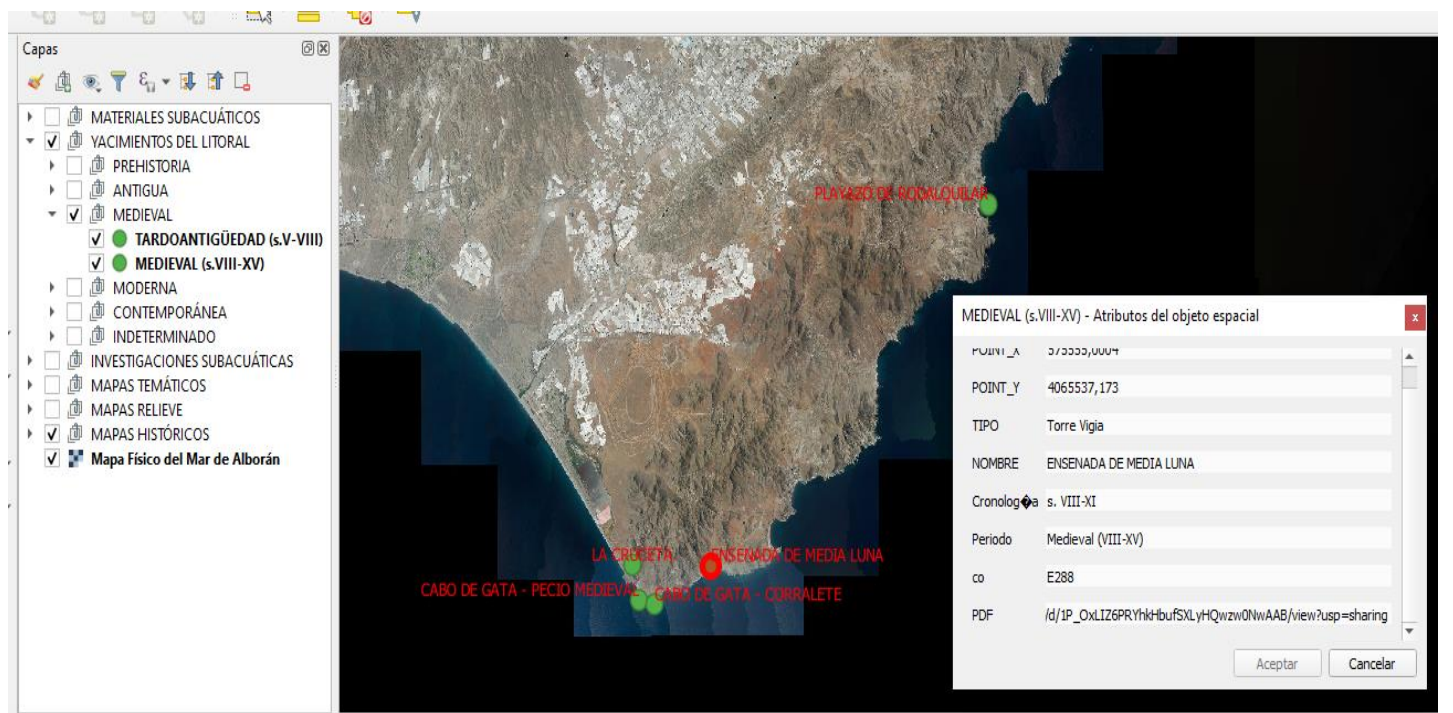 Capas
MATERIALES SUBACUÁTICOS
YACIMIENTOS DEL LITORAL
PREHISTORIA
ANTIGUA
MEDIEVAL
TARDOANTIGÜEDAD (s.V-VIII)
MEDIEVAL (s.VIII-XV)
MODERNA
CONTEMPORÁNEA
INDETERMINADO
INVESTIGACIONES SUBACUÁTICAS
MAPAS TEMÁTICOS
MAPAS RELIEVE
MAPAS HISTÓRICOS
Mapa Físico del Mar de Alborán
PLAYAZO DE RODALQUILAR
LA CRUCETA
ENSENADA DE MEDIA LUNA
CABO DE GATA - PECIO MEDIEVAL
CABO DE GATA - CORRALETE
MEDIEVAL (s.VIII-XV) - Atributos del objeto espacial
POINT_X
POINT_Y 4065537,173
TIPO Torre Vigia
NOMBRE ENSENADA DE MEDIA LUNA
Cronolog�a s. VIII-XI
Periodo Medieval (VIII-XV)
co E288
PDF /d/1P_OxLIZ6PRYhkHbufSXLyHQwzw0NwAAB/view?usp=sharing
Aceptar Cancelar